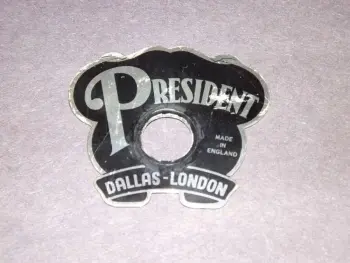 PRESIDENT
MADE
IN
ENGLAND
DALLAS-LONDON